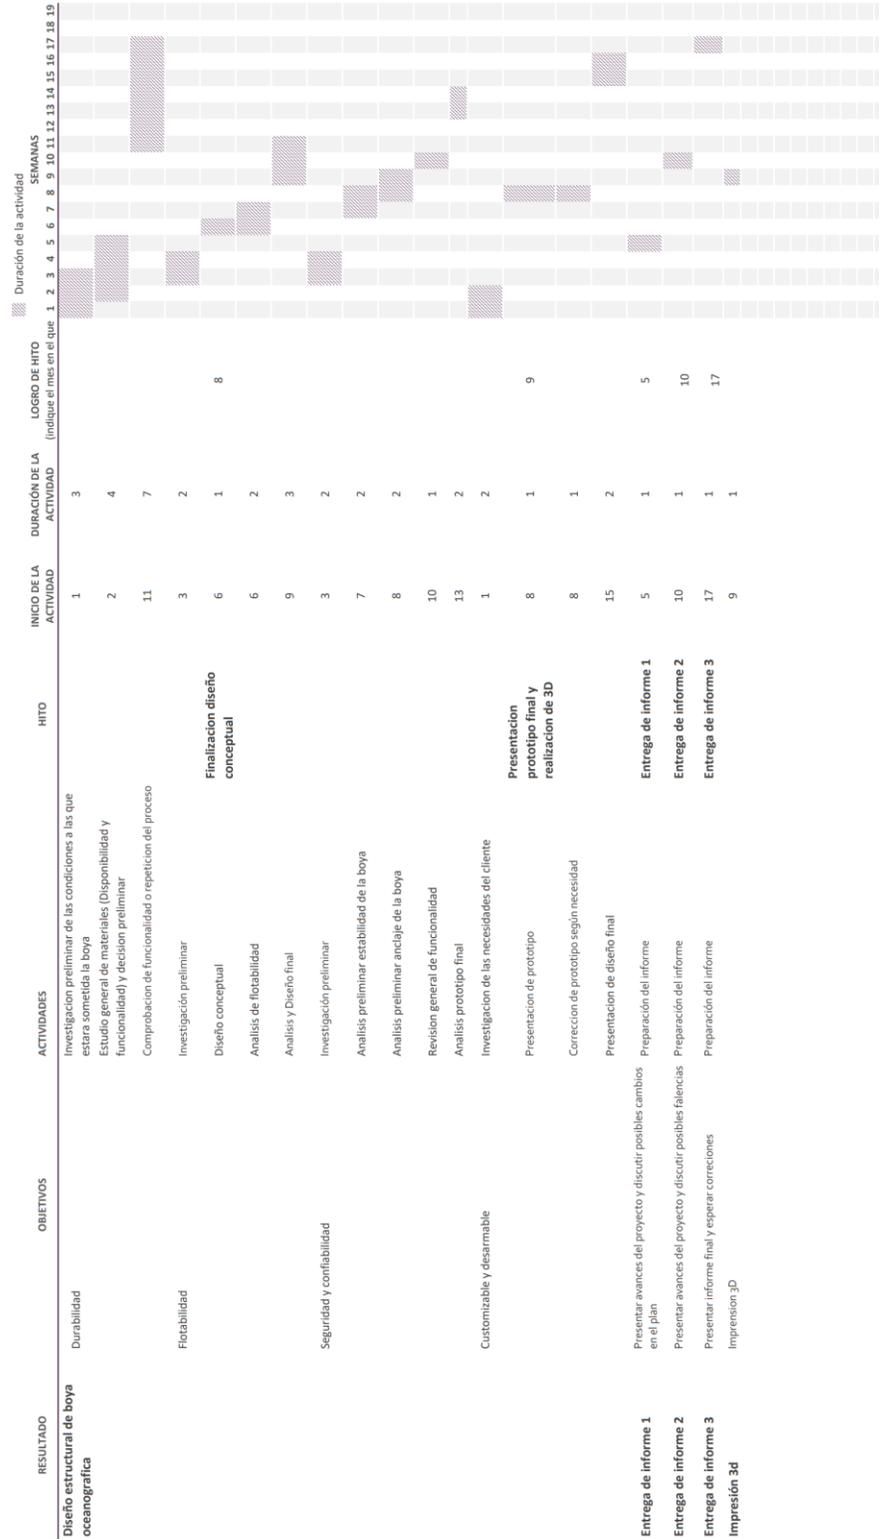 Duración de la actividad
RESULTADO OBJETIVOS ACTIVIDADES HITO INICIO DE LA DURACIÓN DE LA LOGRO DE HITO SEMANAS
ACTIVIDAD ACTIVIDAD (indique el mes en el que 1 2 3 4 5 6 7 8 9 10 11 12 13 14 15 16 17 18 19
Diseño estructural de boya Durabilidad Investigacion preliminar de las condiciones a las que 1 3
oceanografica estara sometida la boya
Estudio general de materiales (Disponibilidad y 2 4
funcionalidad) y decision preliminar
Comprobacion de funcionalidad o repeticion del proceso 11 7
Flotabilidad Investigación preliminar 3 2
Diseño conceptual Finalizacion diseño 6 1 8
conceptual
Analisis de flotabilidad 6 2
Analisis y Diseño final 9 3
Seguridad y confiabilidad Investigación preliminar 3 2
Analisis preliminar estabilidad de la boya 7 2
Analisis preliminar anclaje de la boya 8 2
Revision general de funcionalidad 10 1
Analisis prototipo final 13 2
Customizable y desarmable Investigacion de las necesidades del cliente 1 2
Presentacion
Presentacion de prototipo prototipo final y 8 1 9
realizacion de 3D
Correccion de prototipo según necesidad 8 1
Presentacion de diseño final 15 2
Entrega de informe 1 Presentar avances del proyecto y discutir posibles cambios Preparación del informe Entrega de informe 1 5 1 5
en el plan
Entrega de informe 2 Presentar avances del proyecto y discutir posibles falencias Preparación del informe Entrega de informe 2 10 1 10
Entrega de informe 3 Presentar informe final y esperar correciones Preparación del informe Entrega de informe 3 17 1 17
Impresión 3d Imprension 3D 9 1